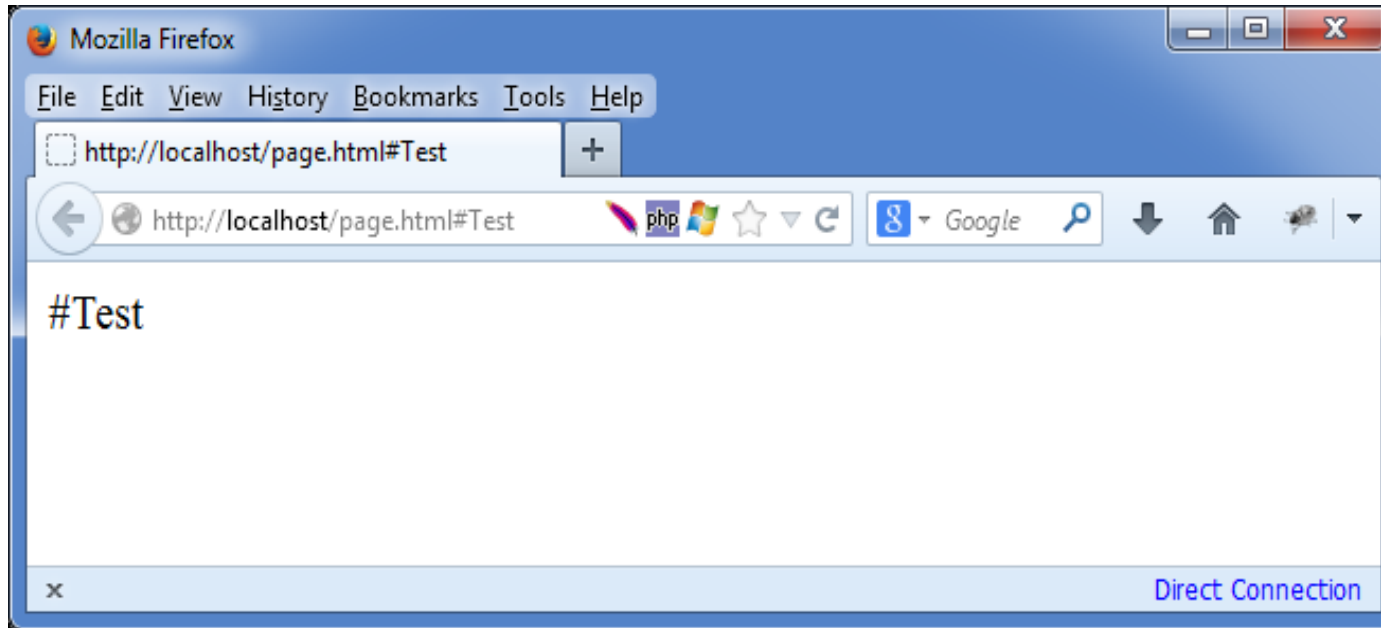 Mozilla Firefox
File Edit View History Bookmarks Tools Help
http://localhost/page.html#Test +
http://localhost/page.html#Test php 8 Google
#Test
x Direct Connection